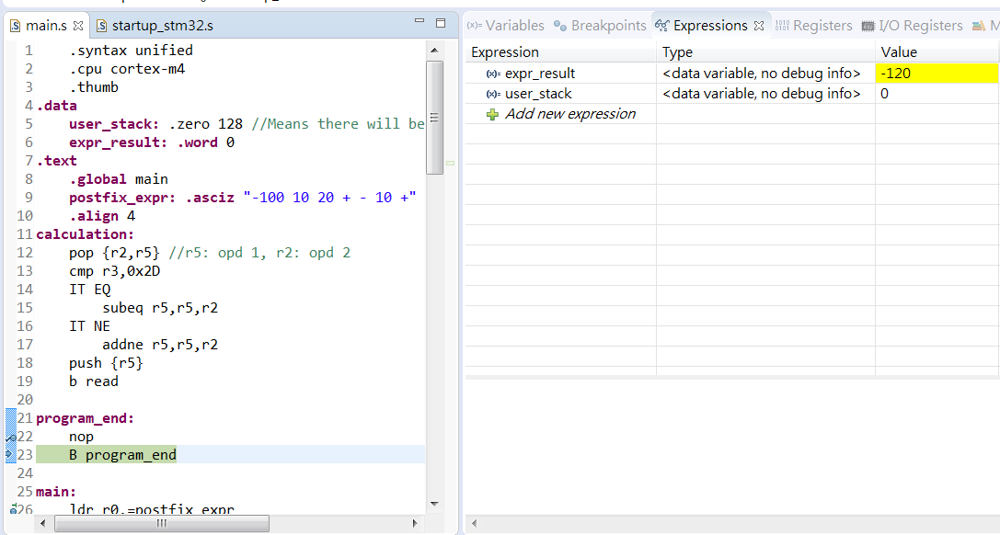 main.s
startup_stm32.s
1 .syntax unified
2 .cpu cortex-m4
3 .thumb
4 .data
5 user_stack: .zero 128 //Means there will be
6 expr_result: .word 0
7 .text
8 .global main
9 postfix_expr: .asciz "-100 10 20 + - 10 +"
10 .align 4
11 calculation:
12 pop {r2,r5} //r5: opd 1, r2: opd 2
13 cmp r3,0x2D
14 IT EQ
15 subeq r5,r5,r2
16 IT NE
17 addne r5,r5,r2
18 push {r5}
19 b read
20
21 program_end:
22 nop
23 B program_end
24
25 main:
26 ldr r0,=postfix_expr
(x)= Variables Breakpoints Expressions Registers I/O Registers M
Expression Type Value
(x)= expr_result <data variable, no debug info> -120
(x)= user_stack <data variable, no debug info> 0
Add new expression